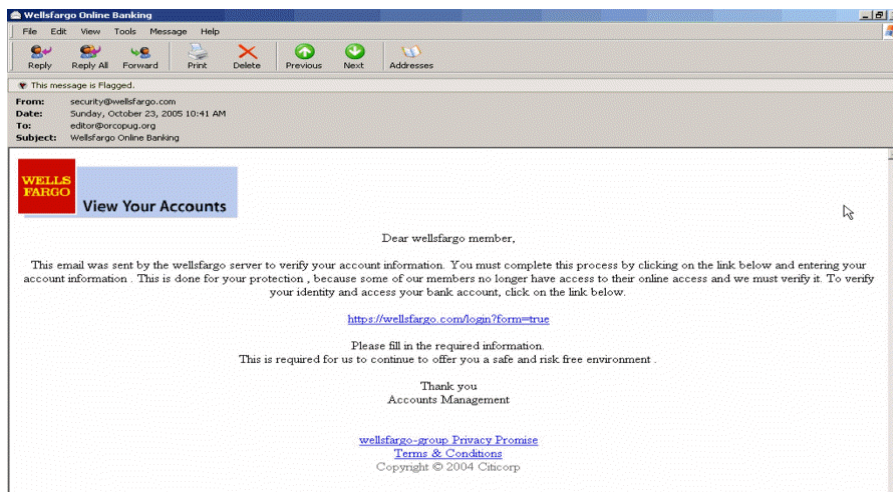 Wellsfargo Online Banking
File Edit View Tools Message Help
Reply Reply All Forward Print Delete Previous Next Addresses
This message is Flagged.
From: security@wellsfargo.com
Date: Sunday, October 23, 2005 10:41 AM
To: editor@orcopug.org
Subject: Wellsfargo Online Banking
WELLS
FARGO
View Your Accounts
Dear wellsfargo member,
This email was sent by the wellsfargo server to verify your account information. You must complete this process by clicking on the link below and entering your
account information . This is done for your protection , because some of our members no longer have access to their online access and we must verify it. To verify
your identity and access your bank account, click on the link below.
https://wellsfargo.com/login?form=true
Please fill in the required information.
This is required for us to continue to offer you a safe and risk free environment .
Thank you
Accounts Management
wellsfargo-group Privacy Promise
Terms & Conditions
Copyright © 2004 Citicorp